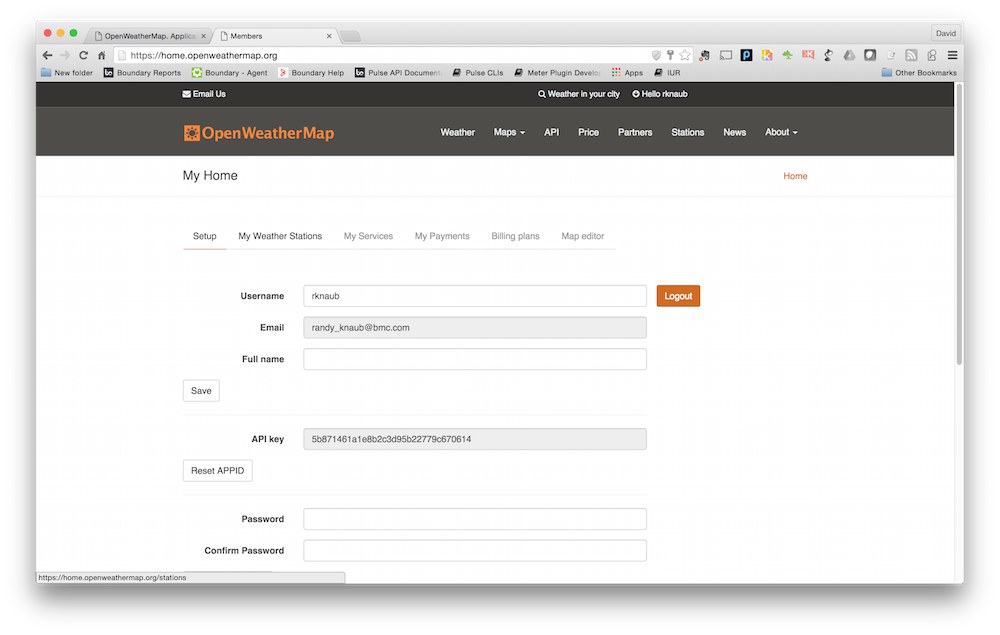 OpenWeatherMap. Applica
Members
David
https://home.openweathermap.org
New folder
Boundary Reports
Boundary - Agent
Boundary Help
Pulse API Document
Pulse CLIs
Meter Plugin Develo
Apps
IUR
Other Bookmarks
Email Us
Weather in your city
Hello rknaub
OpenWeatherMap
Weather Maps API Price Partners Stations News About
My Home
Home
Setup My Weather Stations My Services My Payments Billing plans Map editor
Username rknaub Logout
Email randy_knaub@bmc.com
Full name
Save
API key 5b871461a1e8b2c3d95b22779c670614
Reset APPID
Password
Confirm Password
https://home.openweathermap.org/stations